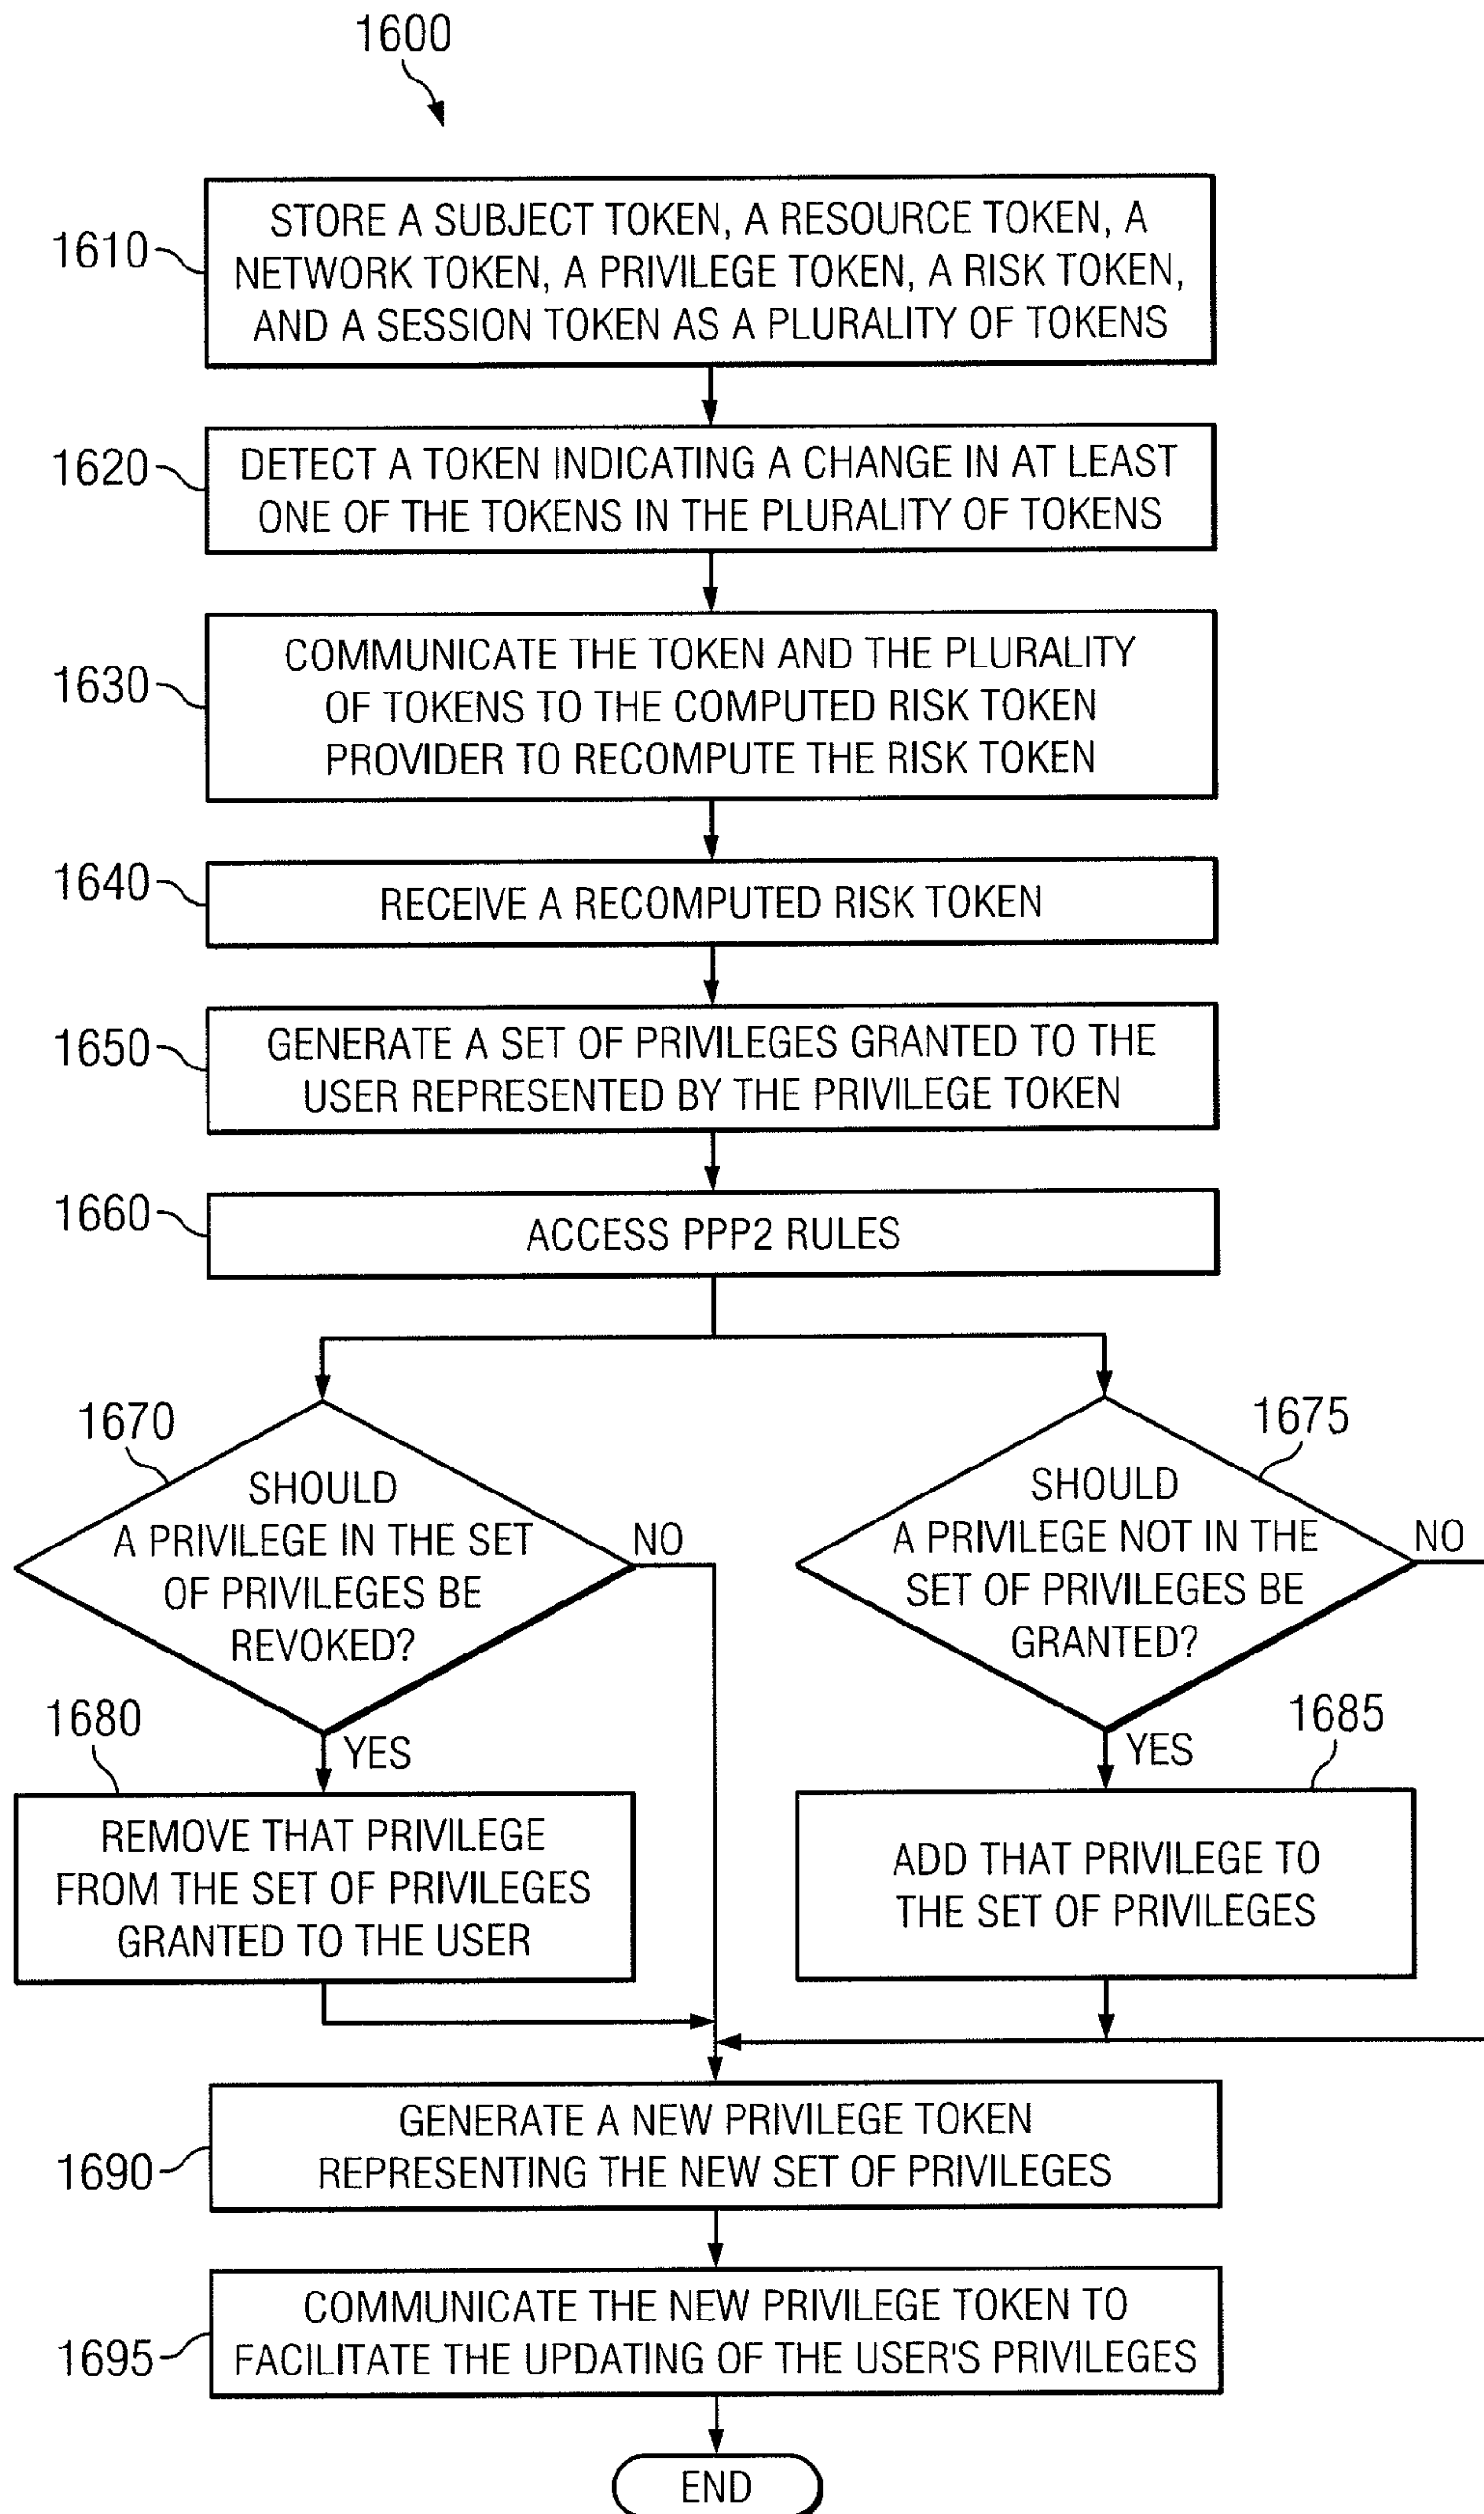 1600
1610
STORE A SUBJECT TOKEN, A RESOURCE TOKEN, A
NETWORK TOKEN, A PRIVILEGE TOKEN, A RISK TOKEN,
AND A SESSION TOKEN AS A PLURALITY OF TOKENS
1620
DETECT A TOKEN INDICATING A CHANGE IN AT LEAST
ONE OF THE TOKENS IN THE PLURALITY OF TOKENS
1630
COMMUNICATE THE TOKEN AND THE PLURALITY
OF TOKENS TO THE COMPUTED RISK TOKEN
PROVIDER TO RECOMPUTE THE RISK TOKEN
1640
RECEIVE A RECOMPUTED RISK TOKEN
1650
GENERATE A SET OF PRIVILEGES GRANTED TO THE
USER REPRESENTED BY THE PRIVILEGE TOKEN
1660
ACCESS PPP2 RULES
1670
SHOULD
A PRIVILEGE IN THE SET
OF PRIVILEGES BE
REVOKED?
NO
YES
1675
SHOULD
A PRIVILEGE NOT IN THE
SET OF PRIVILEGES BE
GRANTED?
NO
YES
1680
REMOVE THAT PRIVILEGE
FROM THE SET OF PRIVILEGES
GRANTED TO THE USER
1685
ADD THAT PRIVILEGE TO
THE SET OF PRIVILEGES
1690
GENERATE A NEW PRIVILEGE TOKEN
REPRESENTING THE NEW SET OF PRIVILEGES
1695
COMMUNICATE THE NEW PRIVILEGE TOKEN TO
FACILITATE THE UPDATING OF THE USER'S PRIVILEGES
END